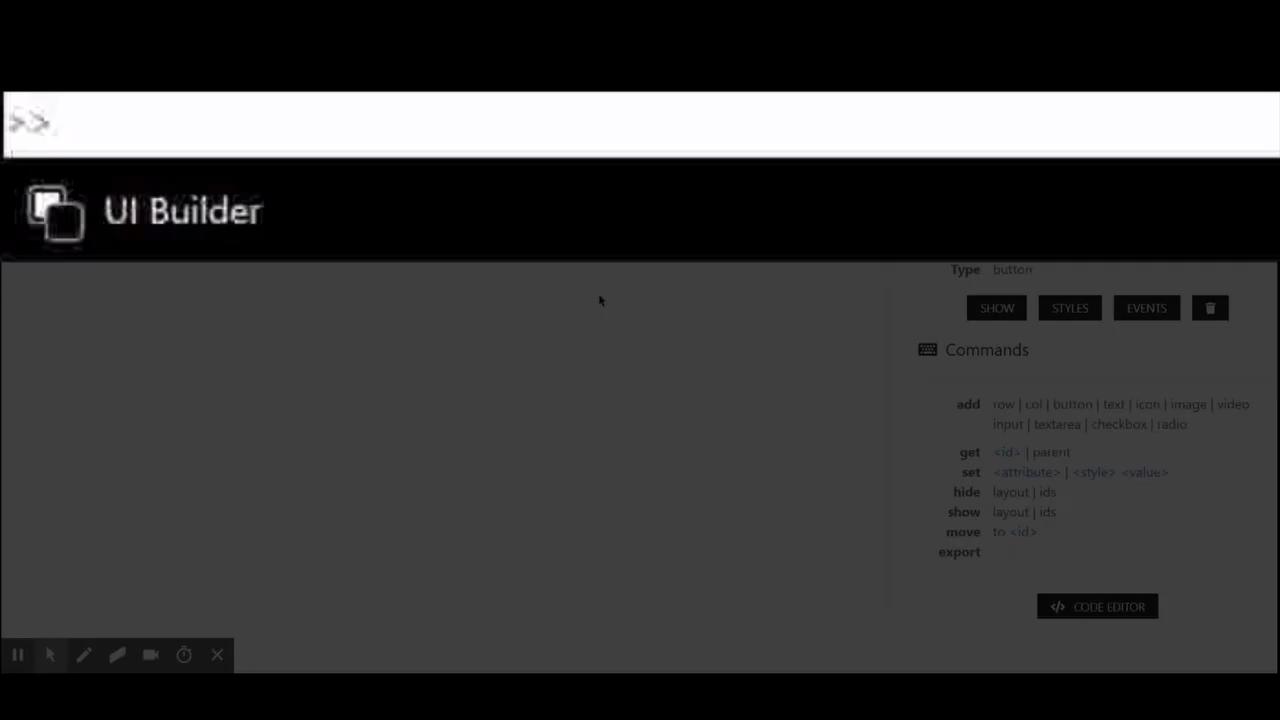 >>
UI Builder
Type button
SHOW STYLES EVENTS
Commands
add row | col | button | text | icon | image | video
input | textarea | checkbox | radio
get <id> | parent
set <attribute> | <style> <value>
hide layout | ids
show layout | ids
move to <id>
export
</> CODE EDITOR